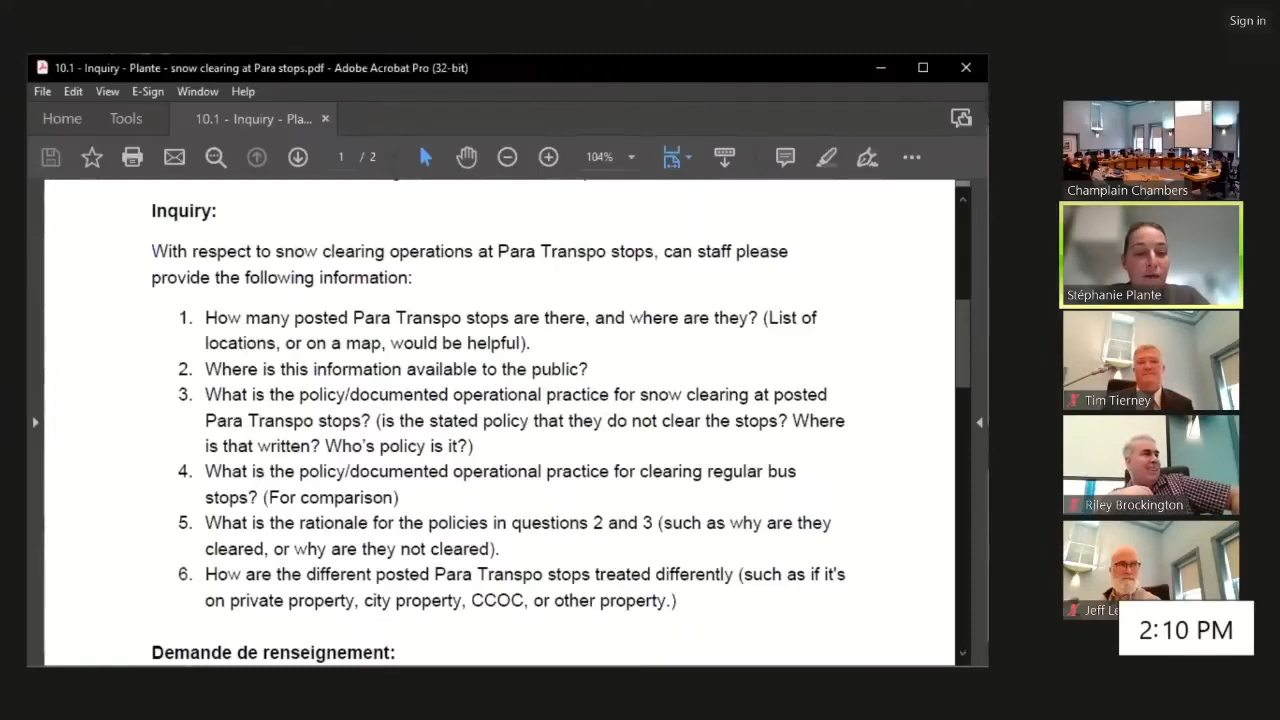 Sign in
10.1 - Inquiry - Plante - snow clearing at Para stops.pdf - Adobe Acrobat Pro (32-bit)
File Edit View E-Sign Window Help
Home Tools 10.1 - Inquiry - Pla... ×
1 / 2 104%
Inquiry:
With respect to snow clearing operations at Para Transpo stops, can staff please
provide the following information:
1. How many posted Para Transpo stops are there, and where are they? (List of
locations, or on a map, would be helpful).
2. Where is this information available to the public?
3. What is the policy/documented operational practice for snow clearing at posted
Para Transpo stops? (is the stated policy that they do not clear the stops? Where
is that written? Who's policy is it?)
4. What is the policy/documented operational practice for clearing regular bus
stops? (For comparison)
5. What is the rationale for the policies in questions 2 and 3 (such as why are they
cleared, or why are they not cleared).
6. How are the different posted Para Transpo stops treated differently (such as if it's
on private property, city property, CCOC, or other property.)
Demande de renseignement:
Champlain Chambers
Stéphanie Plante
Tim Tierney
Riley Brockington
Jeff Le
2:10 PM